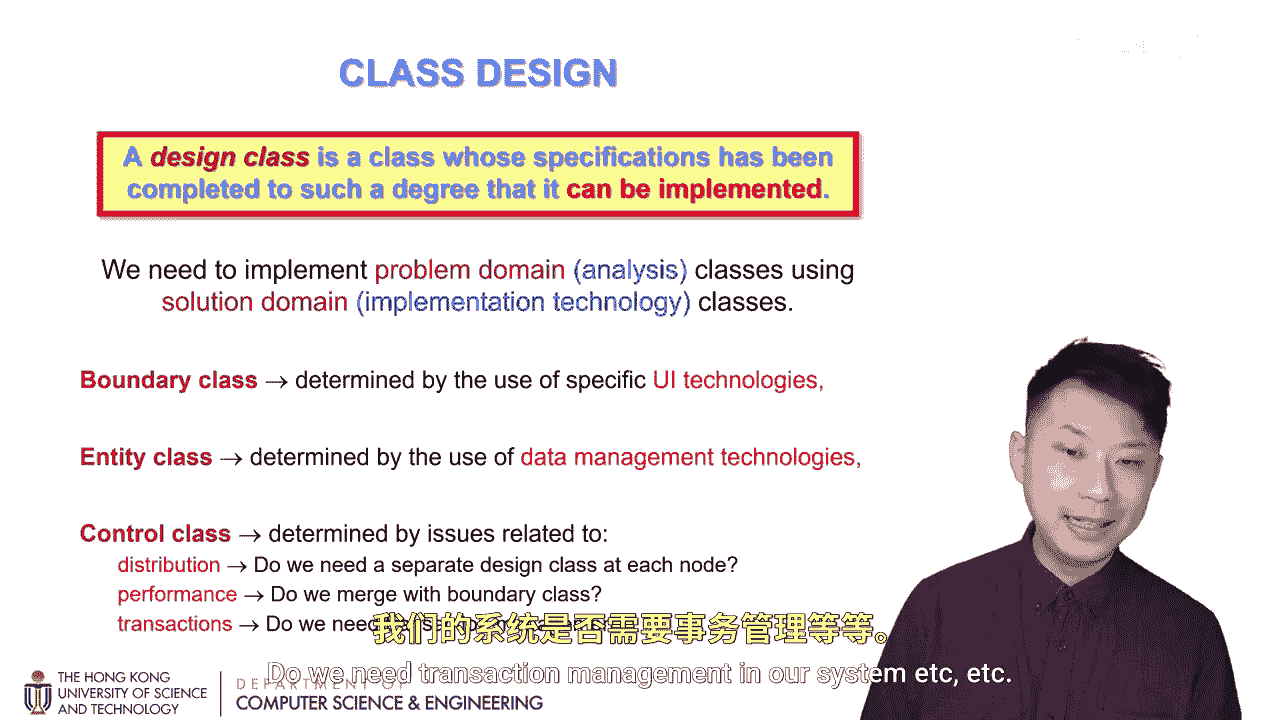 CLASS DESIGN
A design class is a class whose specifications has been
completed to such a degree that it can be implemented.
We need to implement problem domain (analysis) classes using
solution domain (implementation technology) classes.
Boundary class → determined by the use of specific UI technologies,
Entity class → determined by the use of data management technologies,
Control class → determined by issues related to:
distribution → Do we need a separate design class at each node?
performance → Do we merge with boundary class?
transactions → Do we need
我们的系统是否需要事务管理等等。
Do we need transaction management in our system etc, etc.
THE HONG KONG
UNIVERSITY OF SCIENCE
AND TECHNOLOGY
DEPARTMENT OF
COMPUTER SCIENCE & ENGINEERING